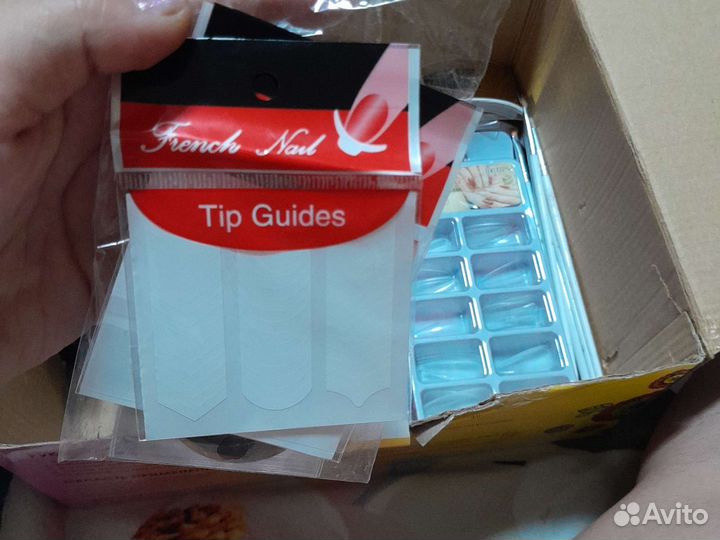 French Nail
Tip Guides
Avito